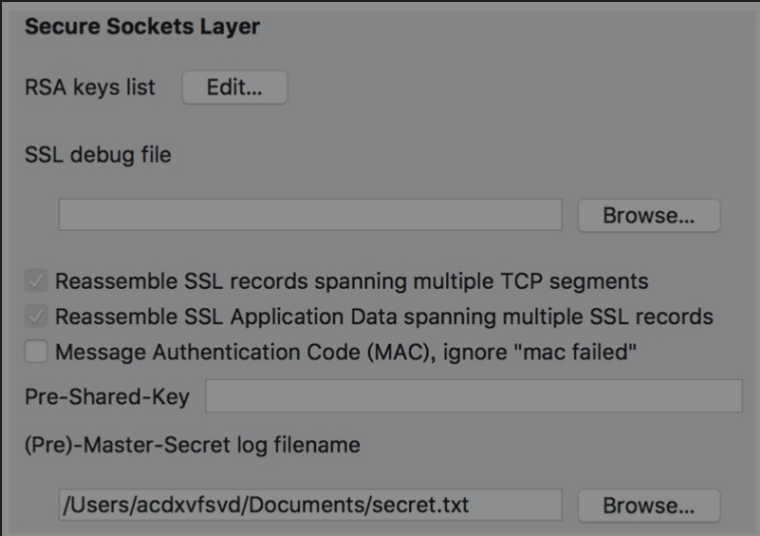 Secure Sockets Layer
RSA keys list Edit...
SSL debug file
Browse...
Reassemble SSL records spanning multiple TCP segments
Reassemble SSL Application Data spanning multiple SSL records
Message Authentication Code (MAC), ignore "mac failed"
Pre-Shared-Key
(Pre)-Master-Secret log filename
/Users/acdxvfsvd/Documents/secret.txt Browse...